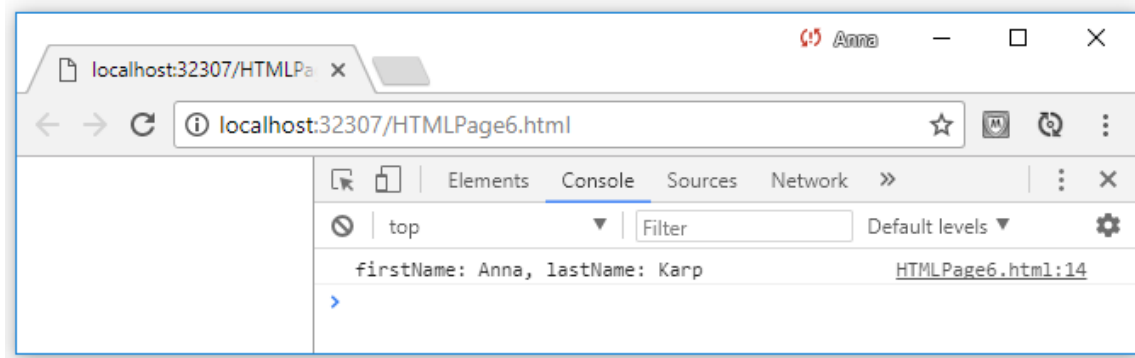 Anna
localhost:32307/HTMLPa
localhost:32307/HTMLPage6.html
Elements Console Sources Network »
top Filter Default levels
firstName: Anna, lastName: Karp HTMLPage6.html:14
>